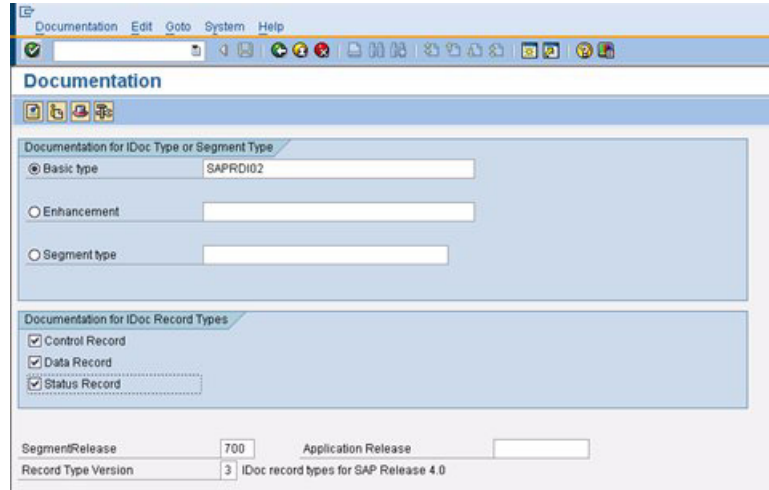 Documentation Edit Goto System Help
Documentation
Documentation for IDoc Type or Segment Type
Basic type SAPRDI02
Enhancement
Segment type
Documentation for IDoc Record Types
Control Record
Data Record
Status Record
SegmentRelease 700 Application Release
Record Type Version 3 IDoc record types for SAP Release 4.0